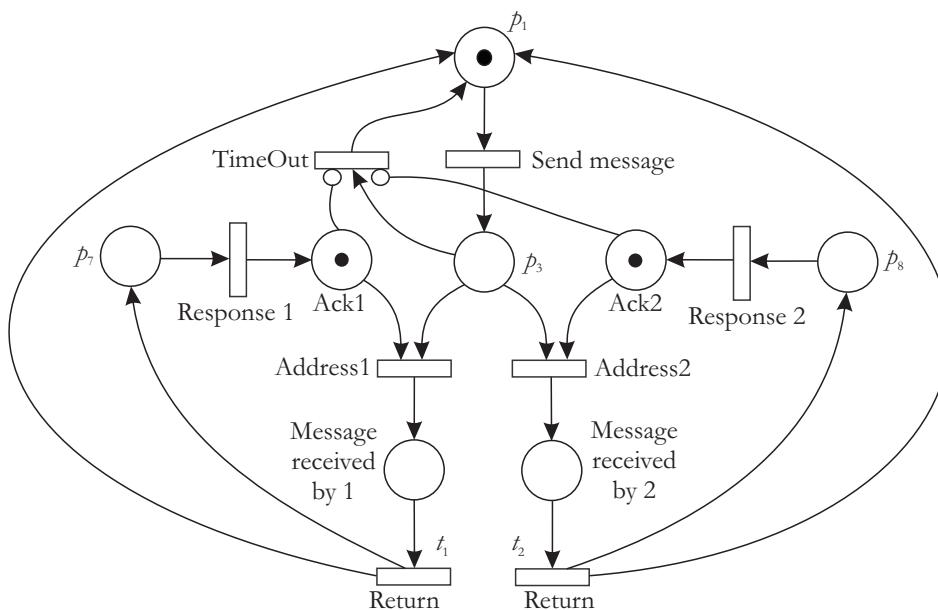 p₁
TimeOut
Send message
p₇
p₃
p₈
Response 1
Ack1
Ack2
Response 2
Address1
Address2
Message
received
by 1
Message
received
by 2
t₁
t₂
Return
Return